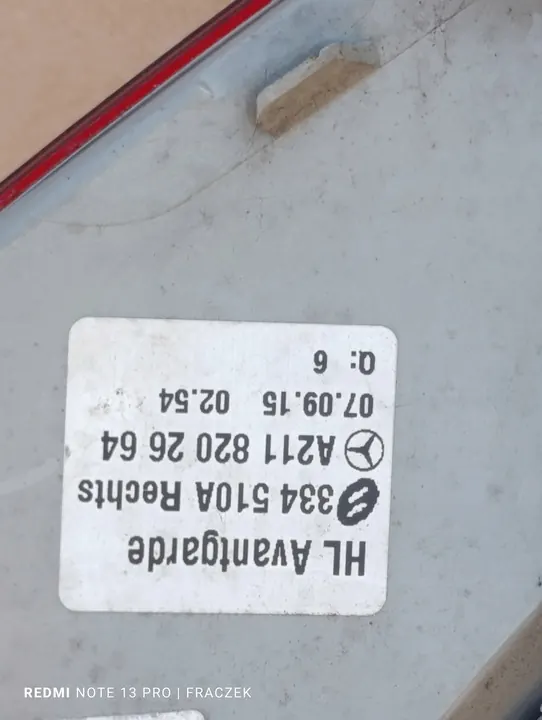 HL Avantgarde
334 510A Rechts
A211 820 26 64
07.09.15 02.54
Q: 6
REDMI NOTE 13 PRO | FRACZEK